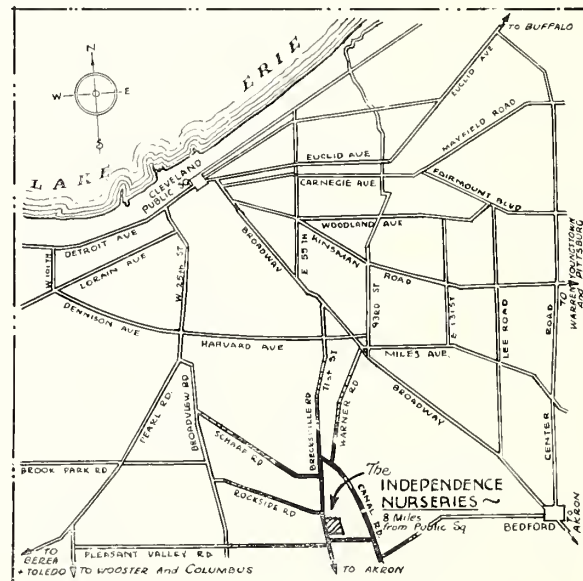 TO BUFFALO
N
W E
S
LAKE ERIE
CLEVELAND
PUBLIC SQ
EUCLID AVE
MAYFIELD ROAD
EUCLID AVE
CARNEGIE AVE
FAIRMOUNT BLVD
WOODLAND AVE
KINSMAN ROAD
BROADWAY
E 55TH
93RD ST
E 131ST
LEE ROAD
CENTER ROAD
TO WARREN YOUNGSTOWN
AND PITTSBURG
DETROIT AVE
LORAIN AVE
DENNISON AVE
W 25TH ST
HARVARD AVE
71ST ST
MILES AVE.
BROADWAY
WARNER RD
PEARL RD.
BROADVIEW RD
SCHAAF RD
BRECKSVILLE RD
BROOK PARK RD
ROCKSIDE RD
CANAL RD.
The
INDEPENDENCE
NURSERIES ~
8 Miles
from Public Sq
BEDFORD
TO AKRON
PLEASANT VALLEY RD
TO
BEREA
+ TOLEDO
TO WOOSTER AND COLUMBUS
TO AKRON